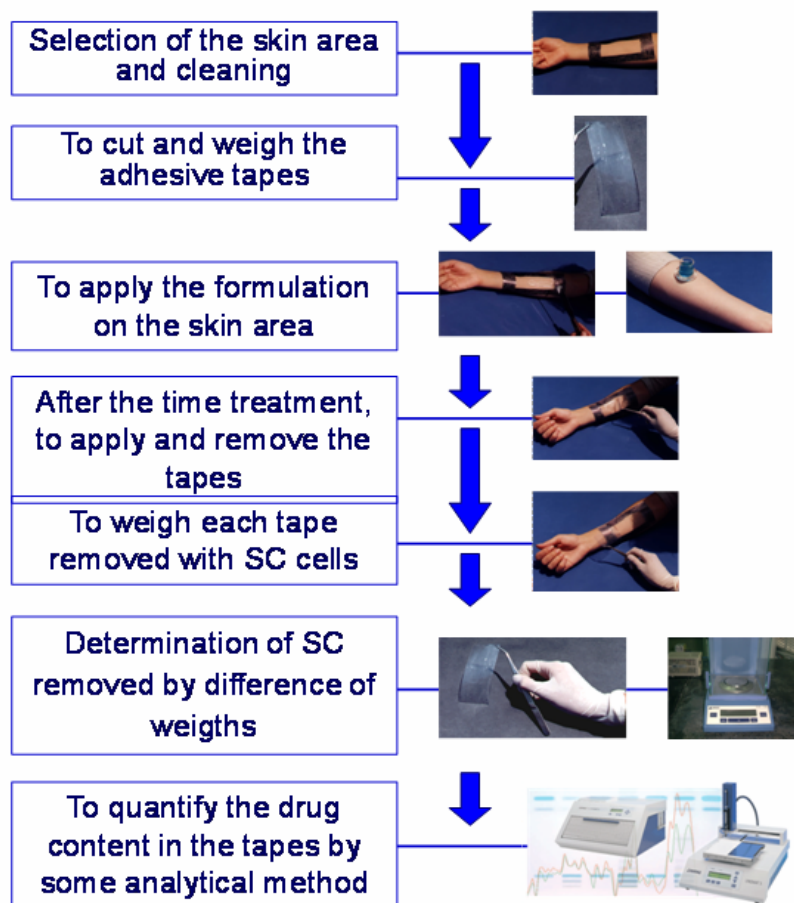 Selection of the skin area
and cleaning
To cut and weigh the
adhesive tapes
To apply the formulation
on the skin area
After the time treatment,
to apply and remove the
tapes
To weigh each tape
removed with SC cells
Determination of SC
removed by difference of
weigths
To quantify the drug
content in the tapes by
some analytical method